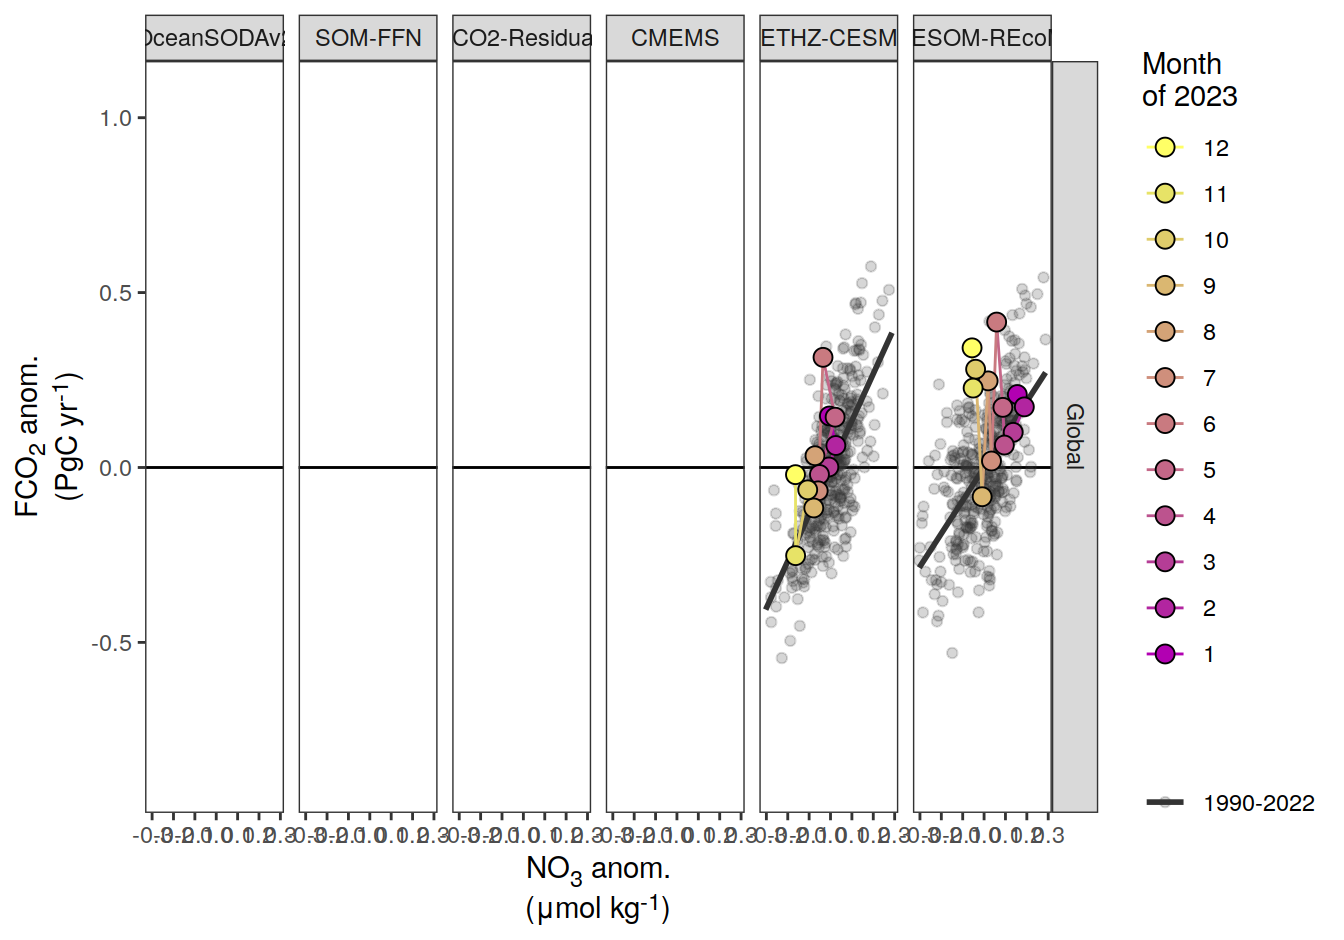 OceanSODAv2
SOM-FFN
CO2-Residua
CMEMS
ETHZ-CESM
ESOM-REcoM
Month
of 2023
12
11
10
9
8
7
6
5
4
3
2
1
1990-2022
Global
1.0
0.5
0.0
-0.5
FCO2 anom.
(PgC yr-1)
NO3 anom.
(µmol kg-1)